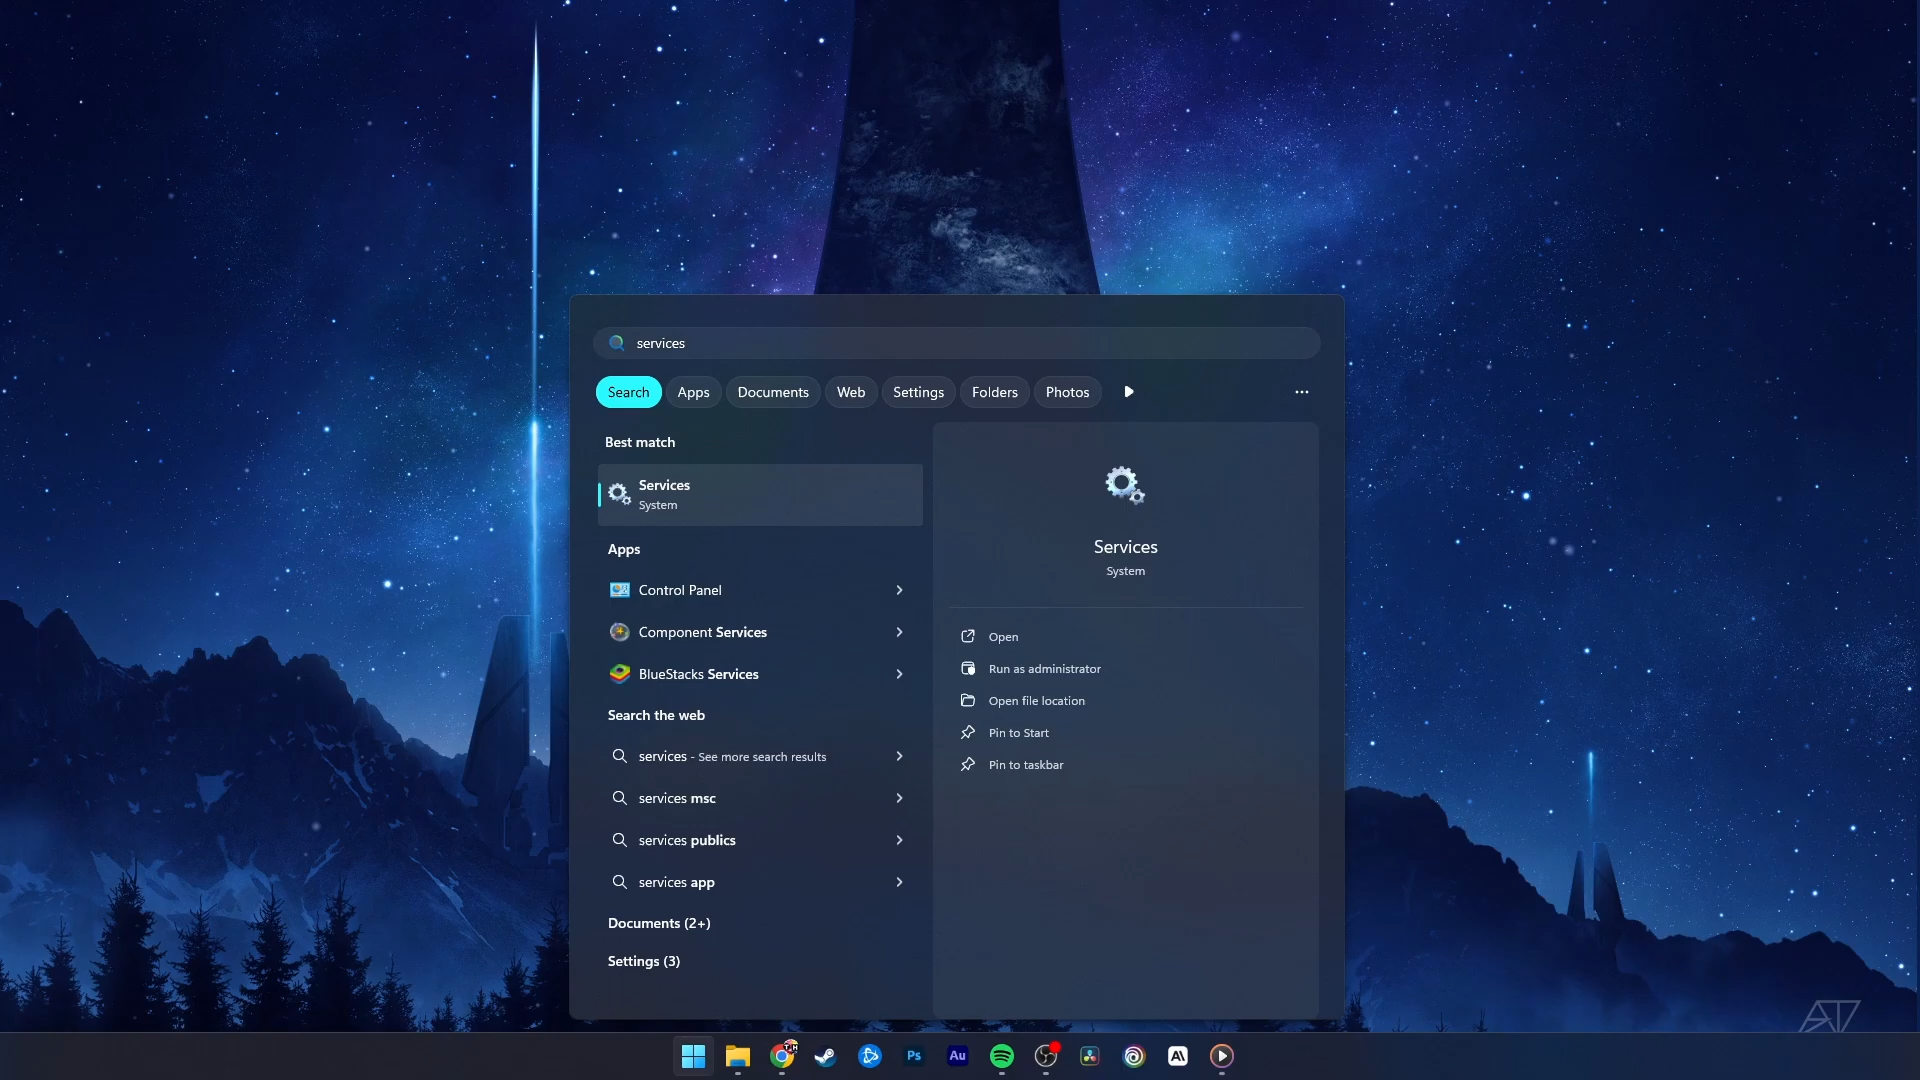 services
Search Apps Documents Web Settings Folders Photos
Best match
Services
System
Apps
Control Panel
Component Services
BlueStacks Services
Search the web
services - See more search results
services msc
services publics
services app
Documents (2+)
Settings (3)
Services
System
Open
Run as administrator
Open file location
Pin to Start
Pin to taskbar
Ps
Au